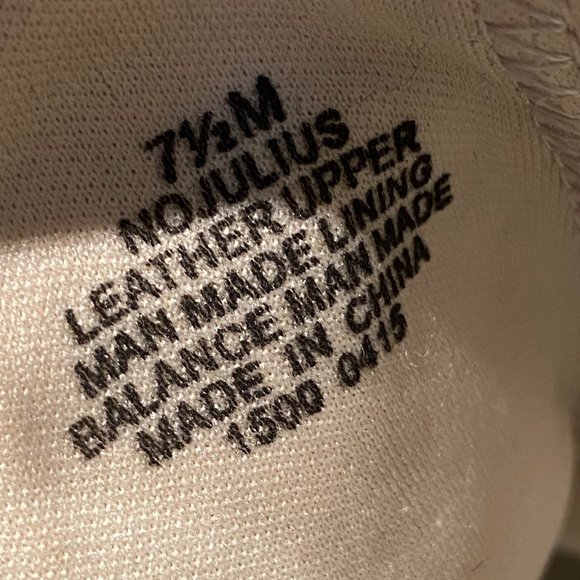 7½M
NOJULIUS
LEATHER UPPER
MAN MADE LINING
BALANCE MAN MADE
MADE IN CHINA
1500 0415